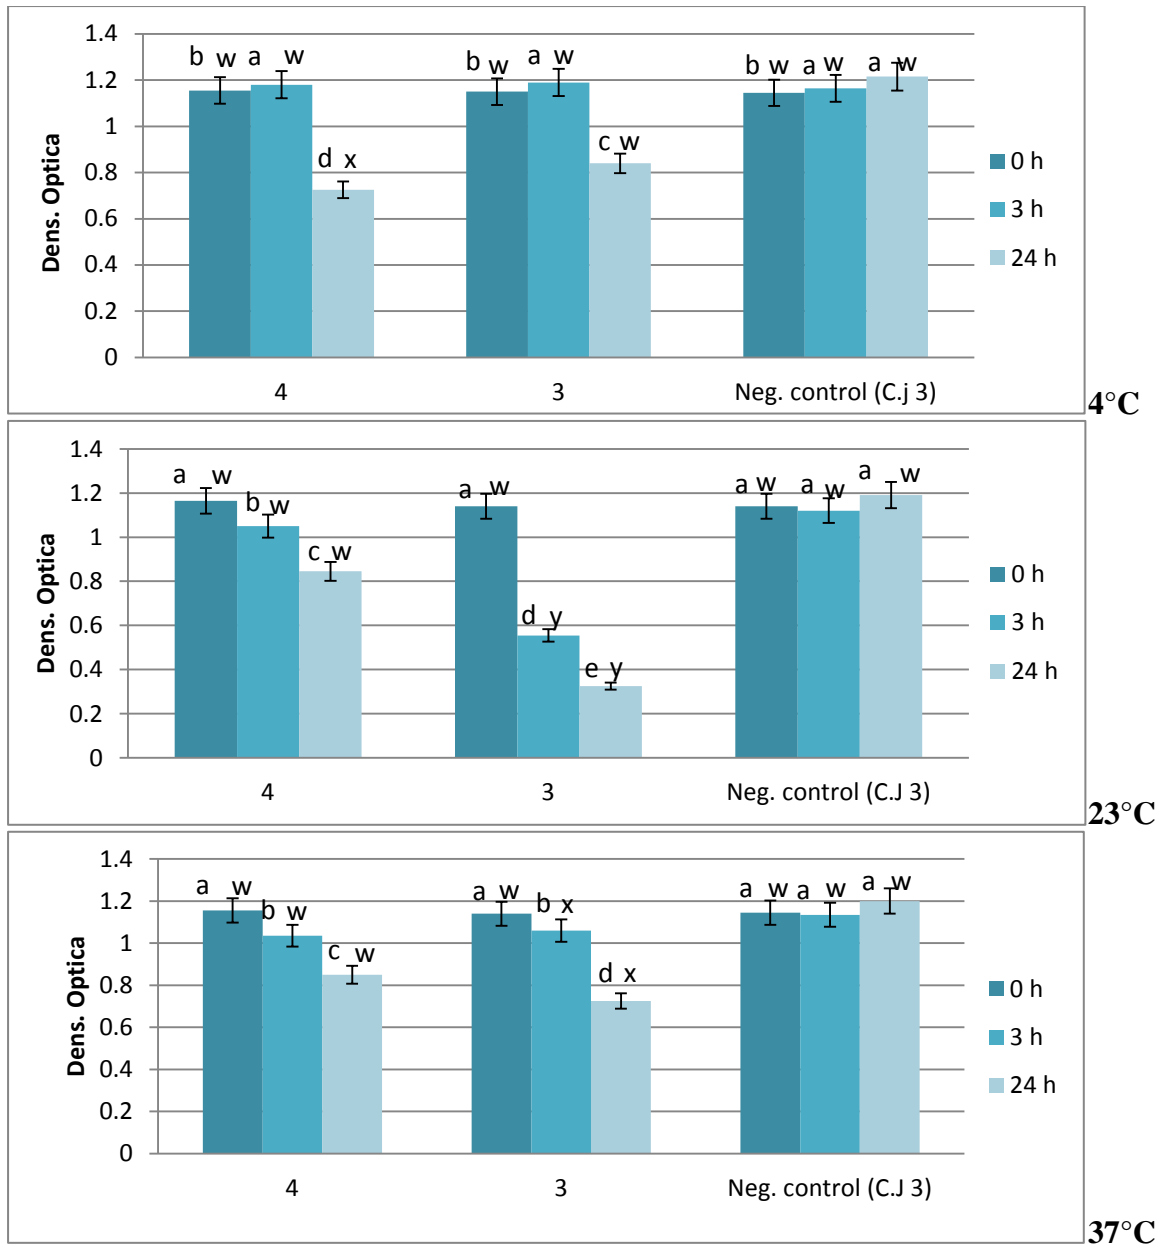 1.4
1.2
1
0.8
0.6
0.4
0.2
0
Dens. Optica
b w a w
d x
b w a w
c w
b w a w a w
4 3 Neg. control (C.j 3)
0 h
3 h
24 h
4°C
1.4
1.2
1
0.8
0.6
0.4
0.2
0
Dens. Optica
a w
b w
c w
a w
d y
e y
a w a w a w
4 3 Neg. control (C.J 3)
0 h
3 h
24 h
23°C
1.4
1.2
1
0.8
0.6
0.4
0.2
0
Dens. Optica
a w
b w
c w
a w
b x
d x
a w a w a w
4 3 Neg. control (C.J 3)
0 h
3 h
24 h
37°C